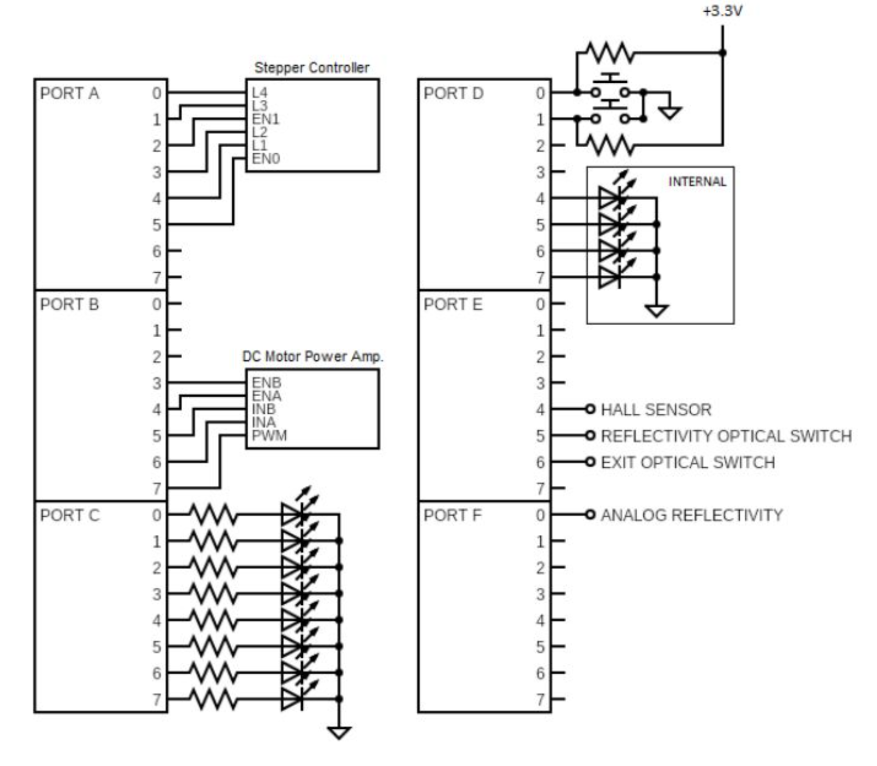 +3.3V
Stepper Controller
PORT A
0
1
2
3
4
5
6
7
L4
L3
EN1
L2
L1
EN0
PORT B
0
1
2
3
4
5
6
7
DC Motor Power Amp.
ENB
ENA
INB
INA
PWM
PORT C
0
1
2
3
4
5
6
7
PORT D
0
1
2
3
4
5
6
7
INTERNAL
PORT E
0
1
2
3
4
5
6
7
HALL SENSOR
REFLECTIVITY OPTICAL SWITCH
EXIT OPTICAL SWITCH
PORT F
0
1
2
3
4
5
6
7
ANALOG REFLECTIVITY